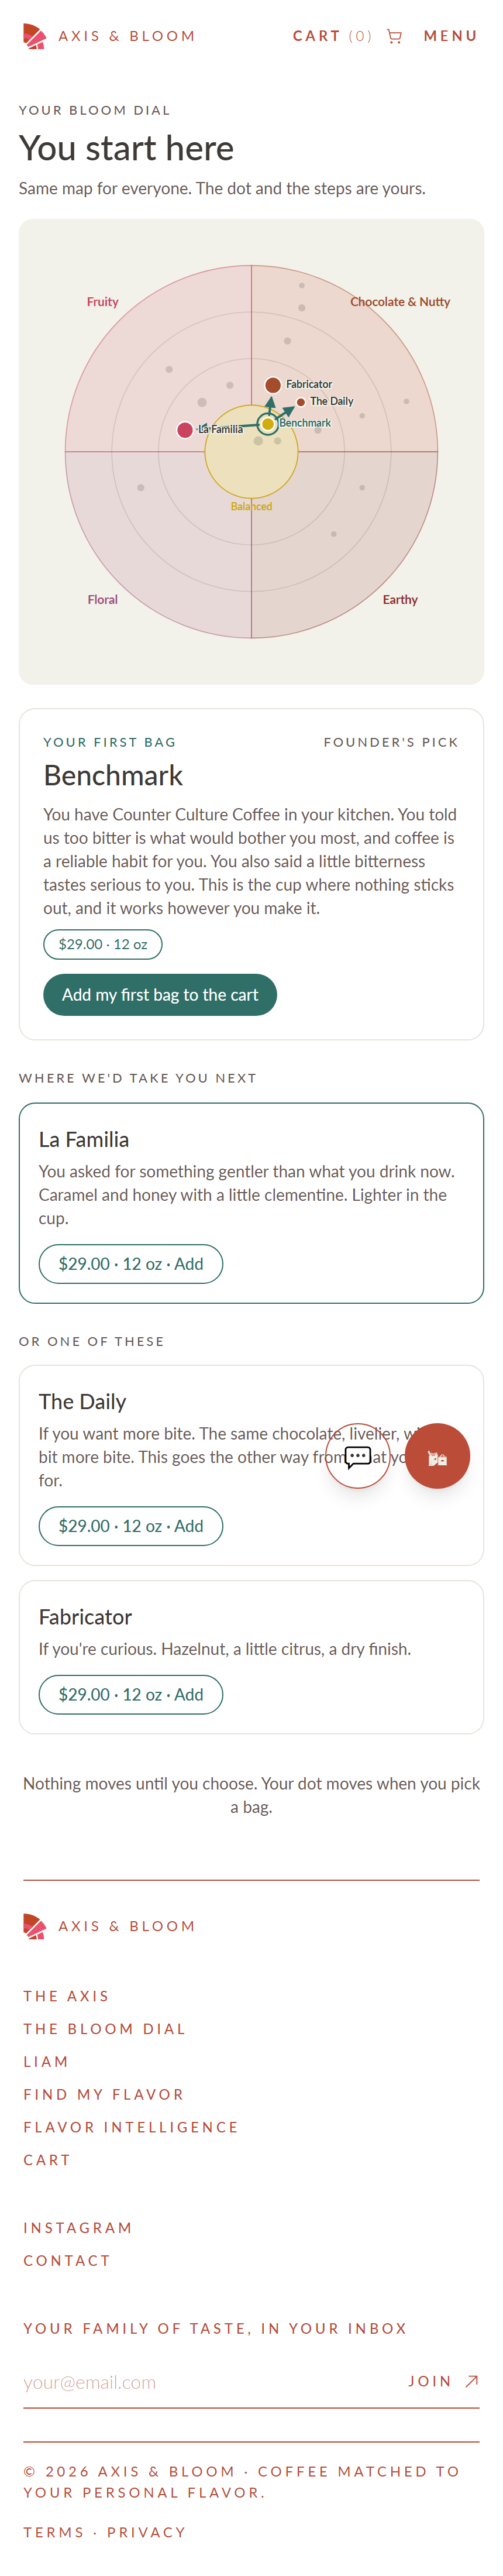 AXIS & BLOOM
CART (0)
MENU
YOUR BLOOM DIAL
You start here
Same map for everyone. The dot and the steps are yours.
Fruity
Chocolate & Nutty
Fabricator
The Daily
La Familia
Benchmark
Balanced
Floral
Earthy
YOUR FIRST BAG
FOUNDER'S PICK
Benchmark
You have Counter Culture Coffee in your kitchen. You told
us too bitter is what would bother you most, and coffee is
a reliable habit for you. You also said a little bitterness
tastes serious to you. This is the cup where nothing sticks
out, and it works however you make it.
$29.00 · 12 oz
Add my first bag to the cart
WHERE WE'D TAKE YOU NEXT
La Familia
You asked for something gentler than what you drink now.
Caramel and honey with a little clementine. Lighter in the
cup.
$29.00 · 12 oz · Add
OR ONE OF THESE
The Daily
If you want more bite. The same chocolate, livelier,
bit more bite. This goes the other way from
for.
$29.00 · 12 oz · Add
Fabricator
If you're curious. Hazelnut, a little citrus, a dry finish.
$29.00 · 12 oz · Add
Nothing moves until you choose. Your dot moves when you pick
a bag.
AXIS & BLOOM
THE AXIS
THE BLOOM DIAL
LIAM
FIND MY FLAVOR
FLAVOR INTELLIGENCE
CART
INSTAGRAM
CONTACT
YOUR FAMILY OF TASTE, IN YOUR INBOX
your@email.com
JOIN
© 2026 AXIS & BLOOM · COFFEE MATCHED TO
YOUR PERSONAL FLAVOR.
TERMS · PRIVACY